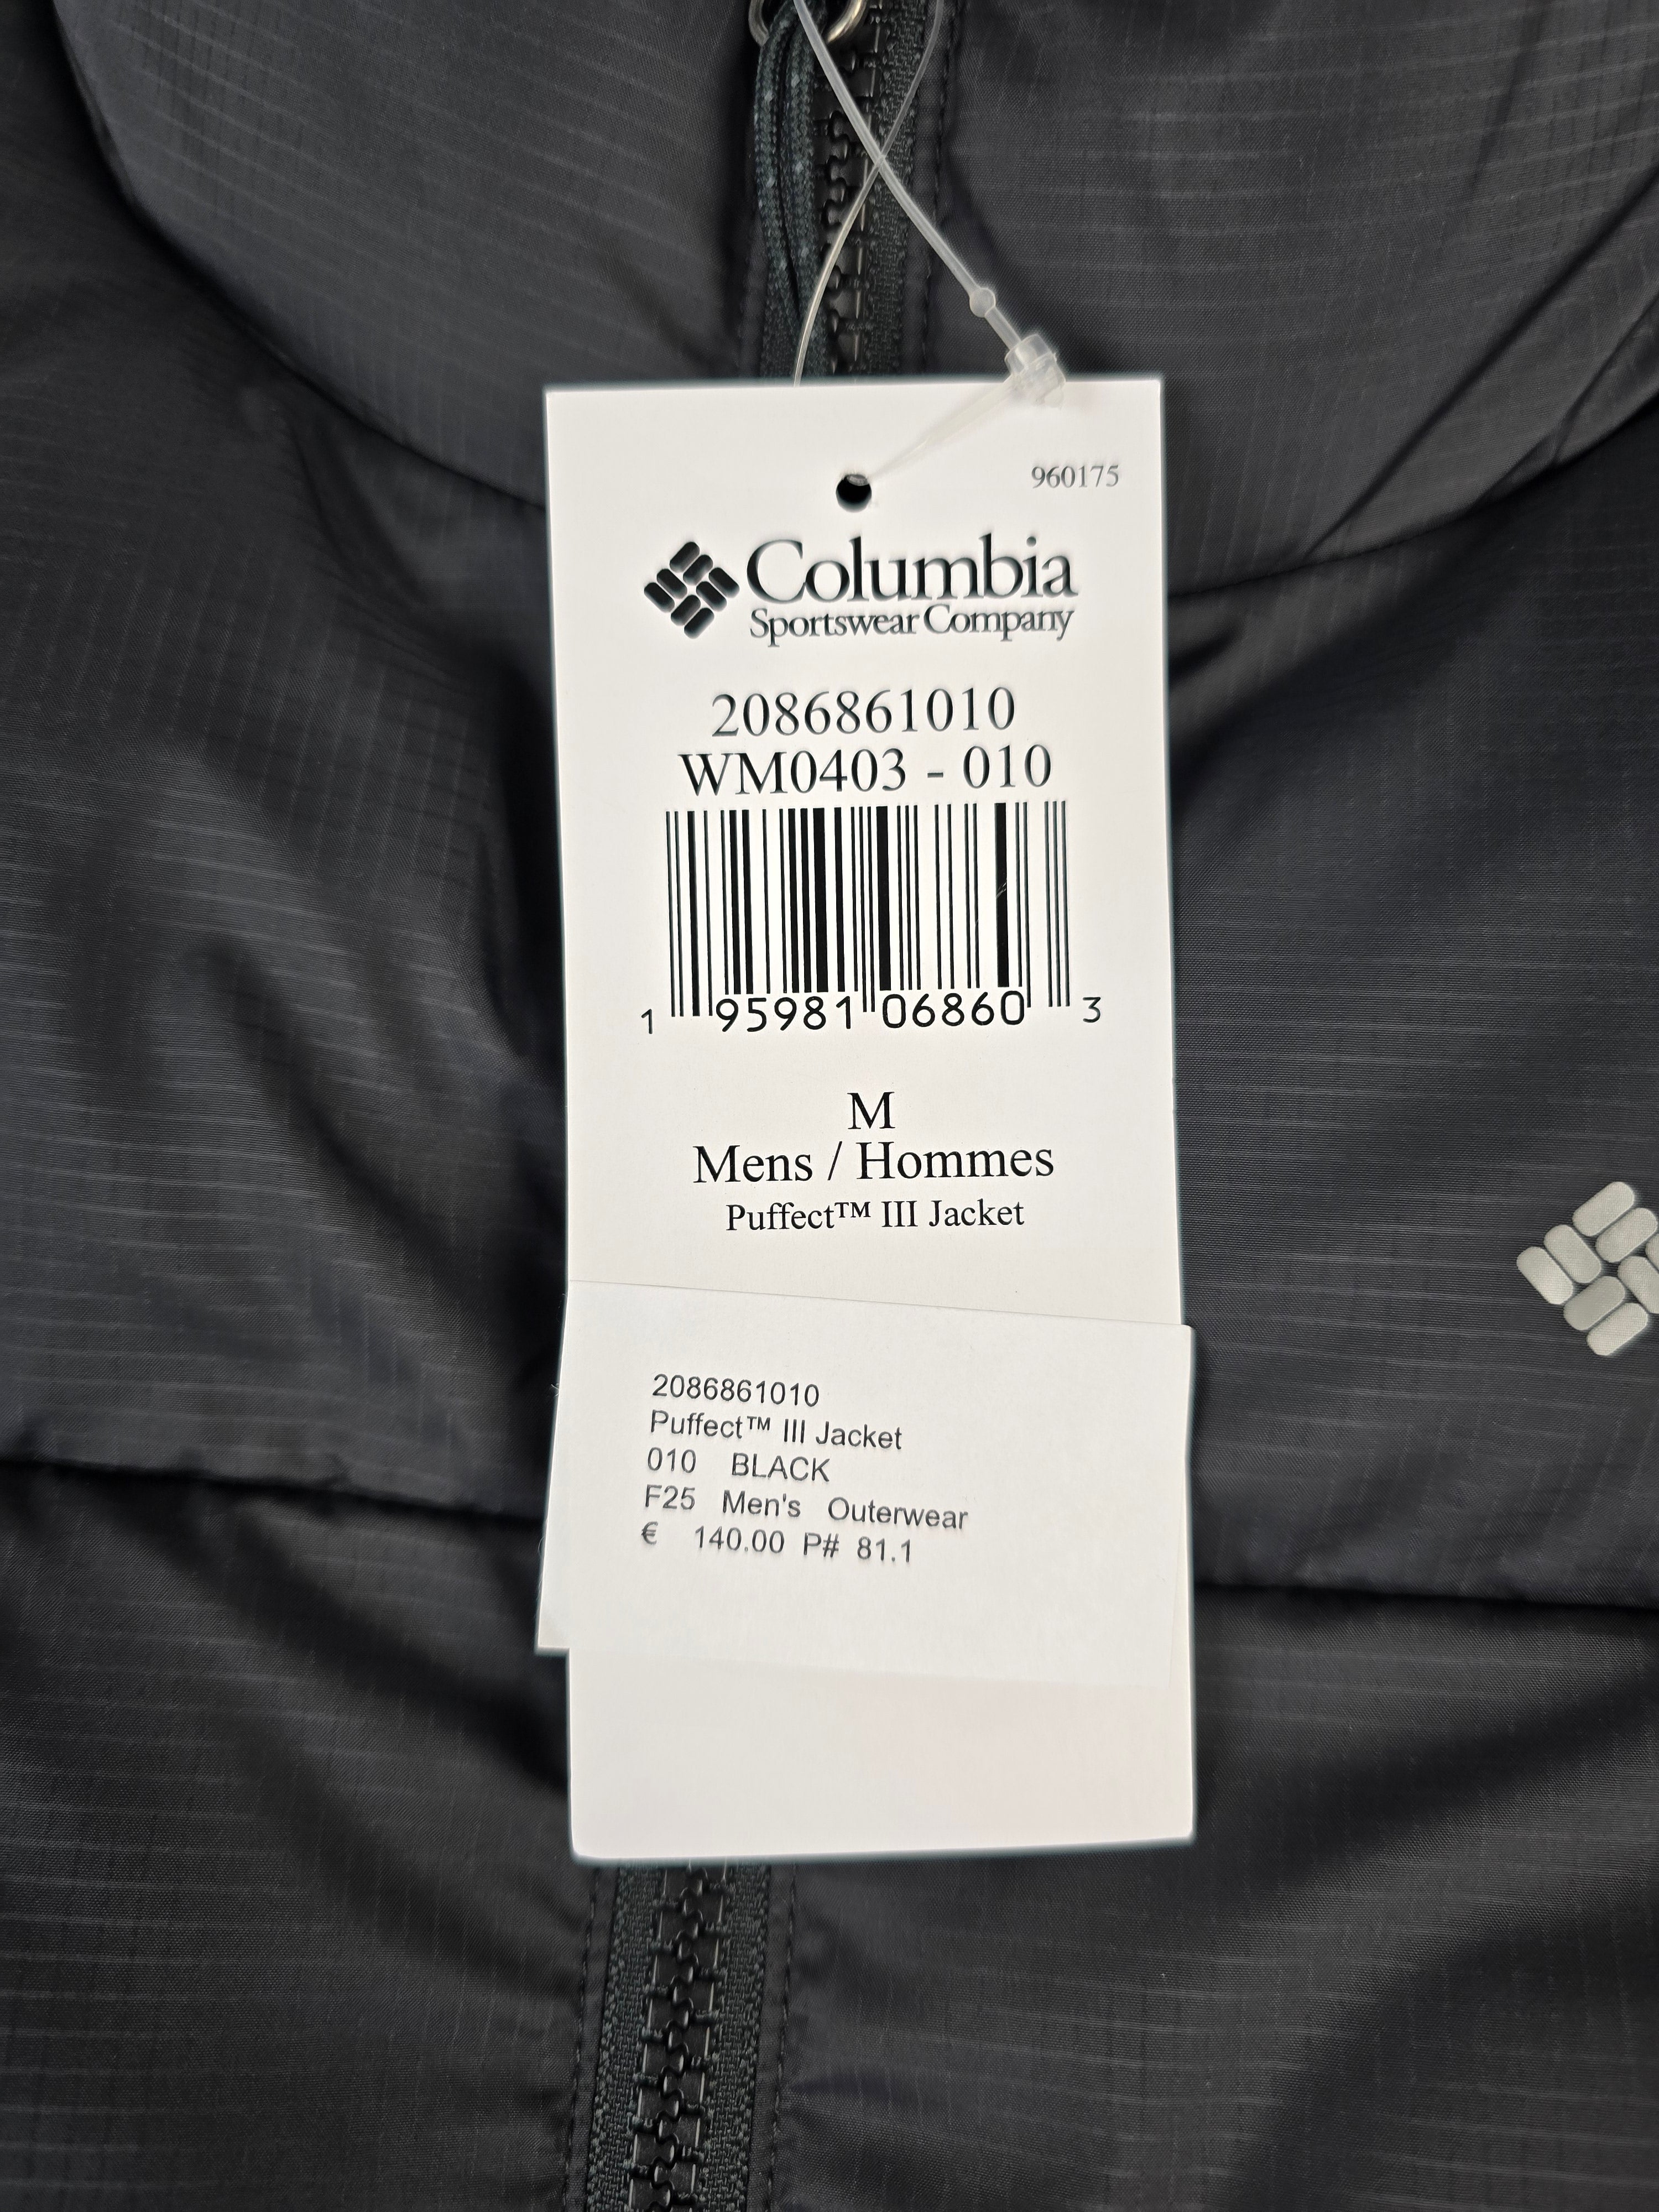 960175
Columbia
Sportswear Company
2086861010
WM0403 - 010
1 95981 06860 3
M
Mens / Hommes
Puffect™ III Jacket
2086861010
Puffect™ III Jacket
010 BLACK
F25 Men's Outerwear
€ 140.00 P# 81.1